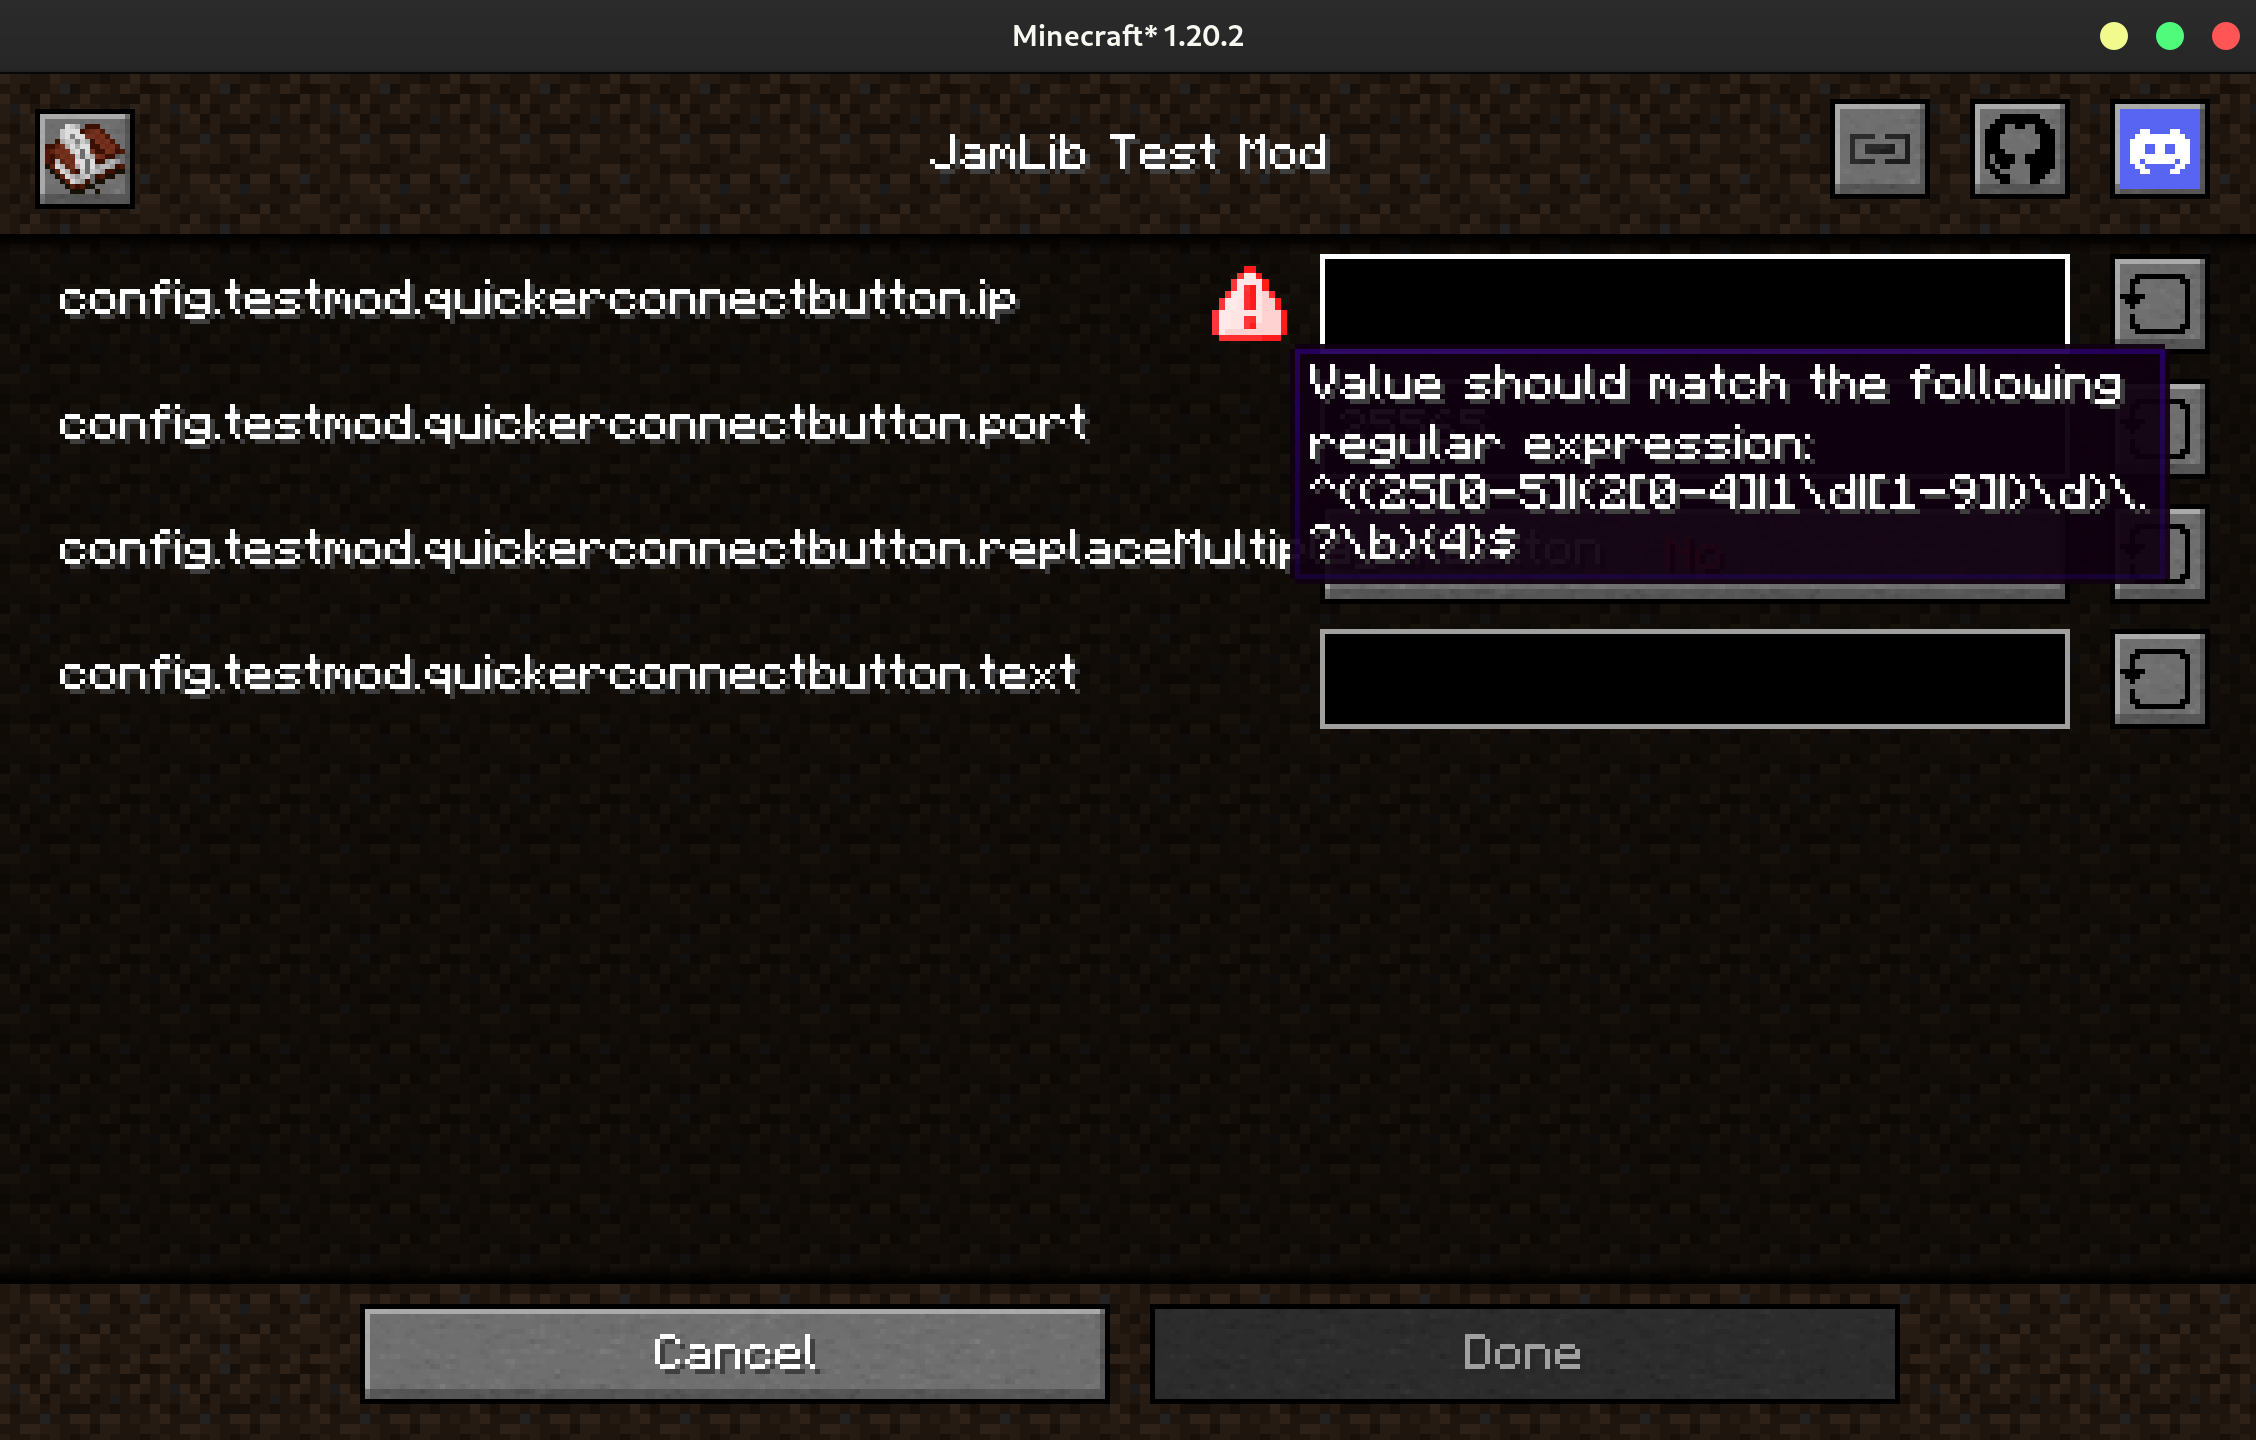 Minecraft* 1.20.2
JamLib Test Mod
config.testmod.quickerconnectbutton.ip
Value should match the following
regular expression:
^((25[0-5]|(2[0-4]|1\d|[1-9]|)\d)\.
?\b){4}$
config.testmod.quickerconnectbutton.port
25565
config.testmod.quickerconnectbutton.replaceMultip
No
config.testmod.quickerconnectbutton.text
Cancel
Done